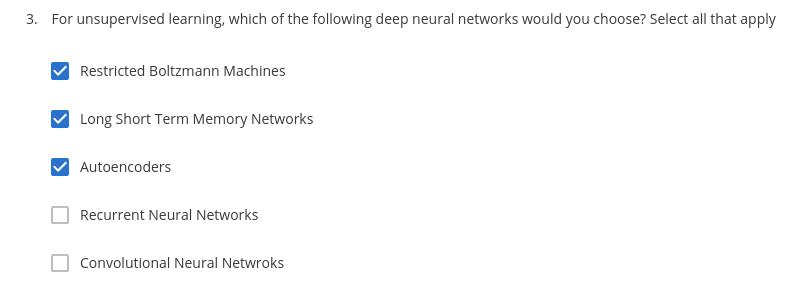 3. For unsupervised learning, which of the following deep neural networks would you choose? Select all that apply
Restricted Boltzmann Machines
Long Short Term Memory Networks
Autoencoders
Recurrent Neural Networks
Convolutional Neural Netwroks